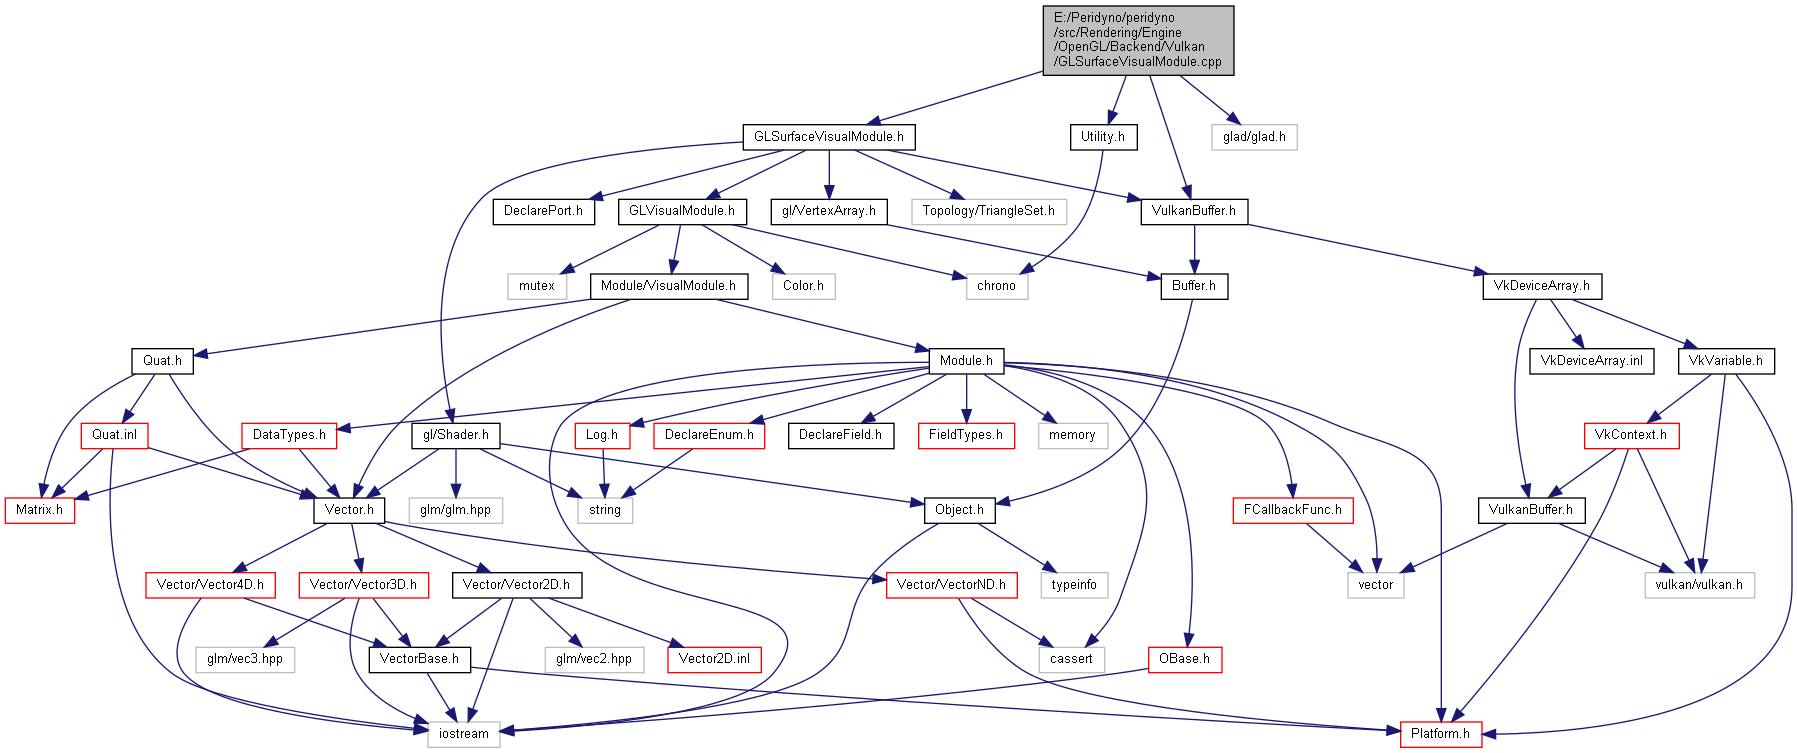 E:/Peridyno/peridyno
/src/Rendering/Engine
/OpenGL/Backend/Vulkan
/GLSurfaceVisualModule.cpp
GLSurfaceVisualModule.h
Utility.h
glad/glad.h
DeclarePort.h
GLVisualModule.h
gl/VertexArray.h
Topology/TriangleSet.h
VulkanBuffer.h
mutex
Module/VisualModule.h
Color.h
chrono
Buffer.h
VkDeviceArray.h
Quat.h
Module.h
VkDeviceArray.inl
VkVariable.h
Quat.inl
DataTypes.h
gl/Shader.h
Log.h
DeclareEnum.h
DeclareField.h
FieldTypes.h
memory
VkContext.h
Matrix.h
Vector.h
glm/glm.hpp
string
Object.h
FCallbackFunc.h
VulkanBuffer.h
Vector/Vector4D.h
Vector/Vector3D.h
Vector/Vector2D.h
Vector/VectorND.h
typeinfo
vector
vulkan/vulkan.h
glm/vec3.hpp
VectorBase.h
glm/vec2.hpp
Vector2D.inl
cassert
OBase.h
iostream
Platform.h